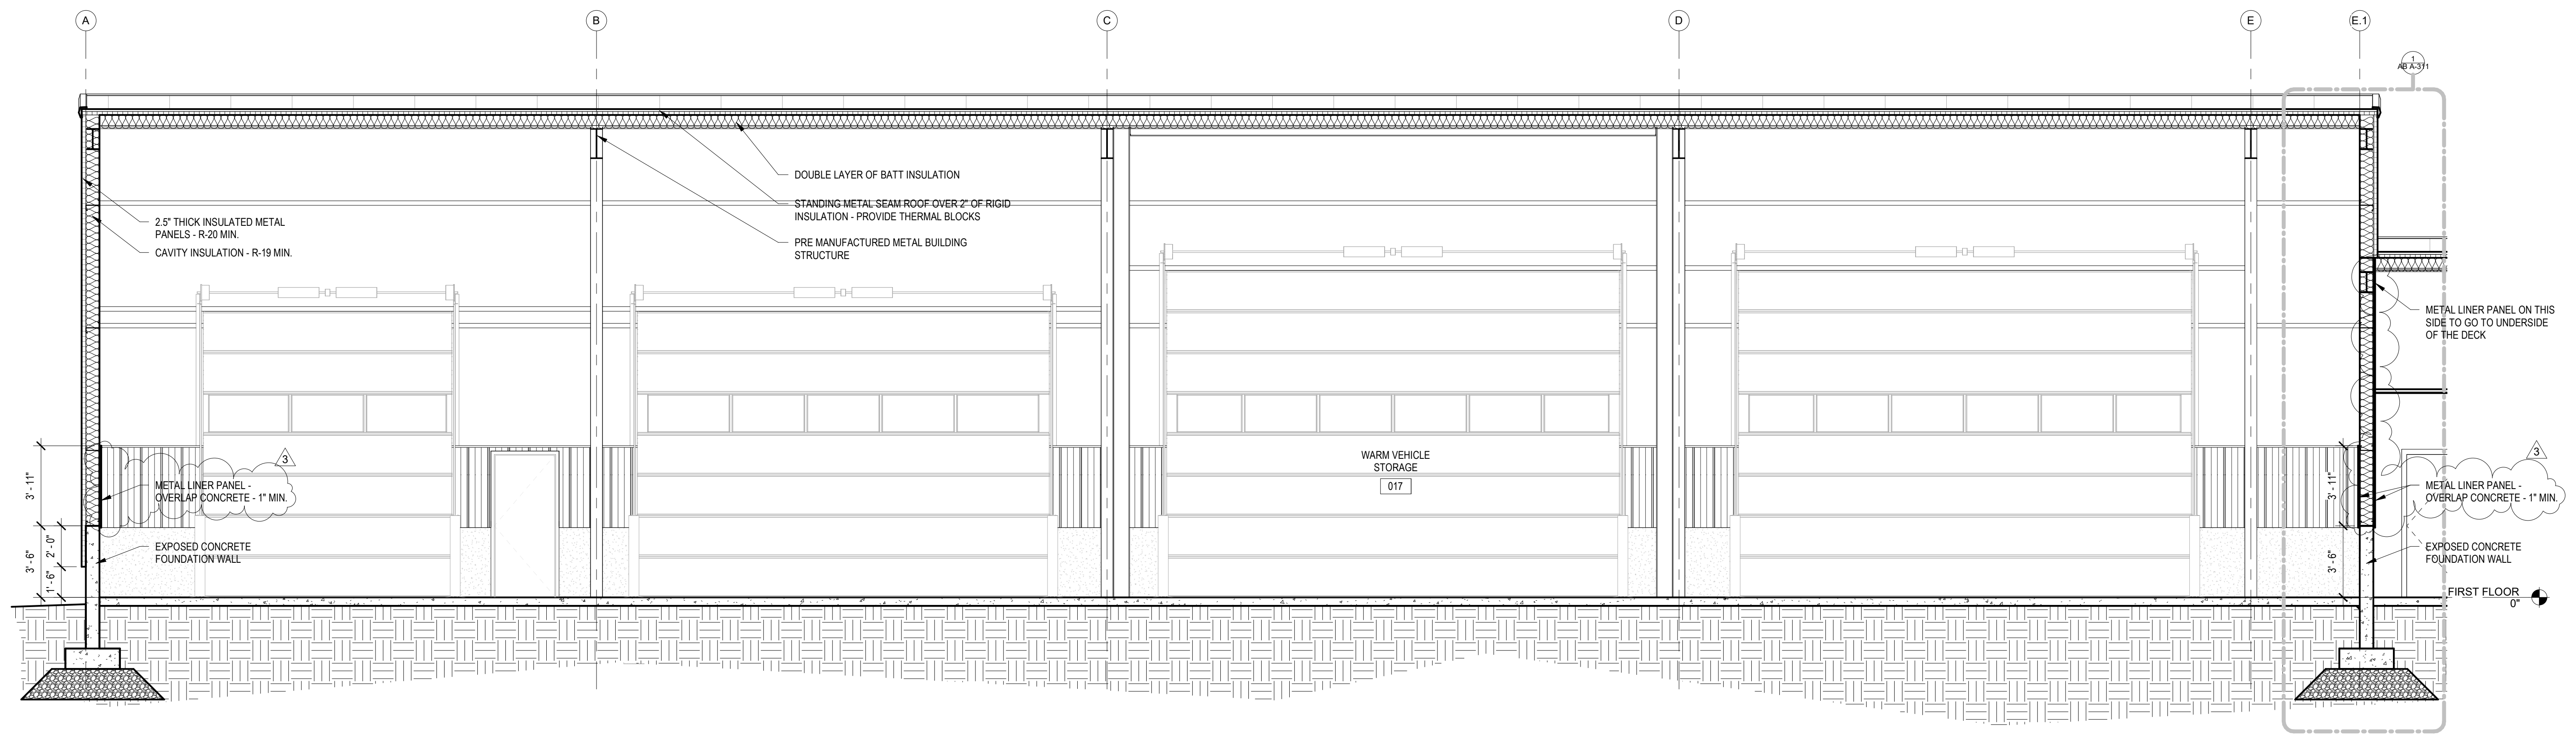 A
B
C
D
E
E.1
1
AB A-311
DOUBLE LAYER OF BATT INSULATION
STANDING METAL SEAM ROOF OVER 2" OF RIGID
INSULATION - PROVIDE THERMAL BLOCKS
PRE MANUFACTURED METAL BUILDING
STRUCTURE
2.5" THICK INSULATED METAL
PANELS - R-20 MIN.
CAVITY INSULATION - R-19 MIN.
METAL LINER PANEL ON THIS
SIDE TO GO TO UNDERSIDE
OF THE DECK
WARM VEHICLE
STORAGE
017
3
METAL LINER PANEL -
OVERLAP CONCRETE - 1" MIN.
EXPOSED CONCRETE
FOUNDATION WALL
3' - 11"
3' - 6"
2' - 0"
1' - 6"
3
METAL LINER PANEL -
OVERLAP CONCRETE - 1" MIN.
EXPOSED CONCRETE
FOUNDATION WALL
3' - 11"
3' - 6"
FIRST FLOOR
0"